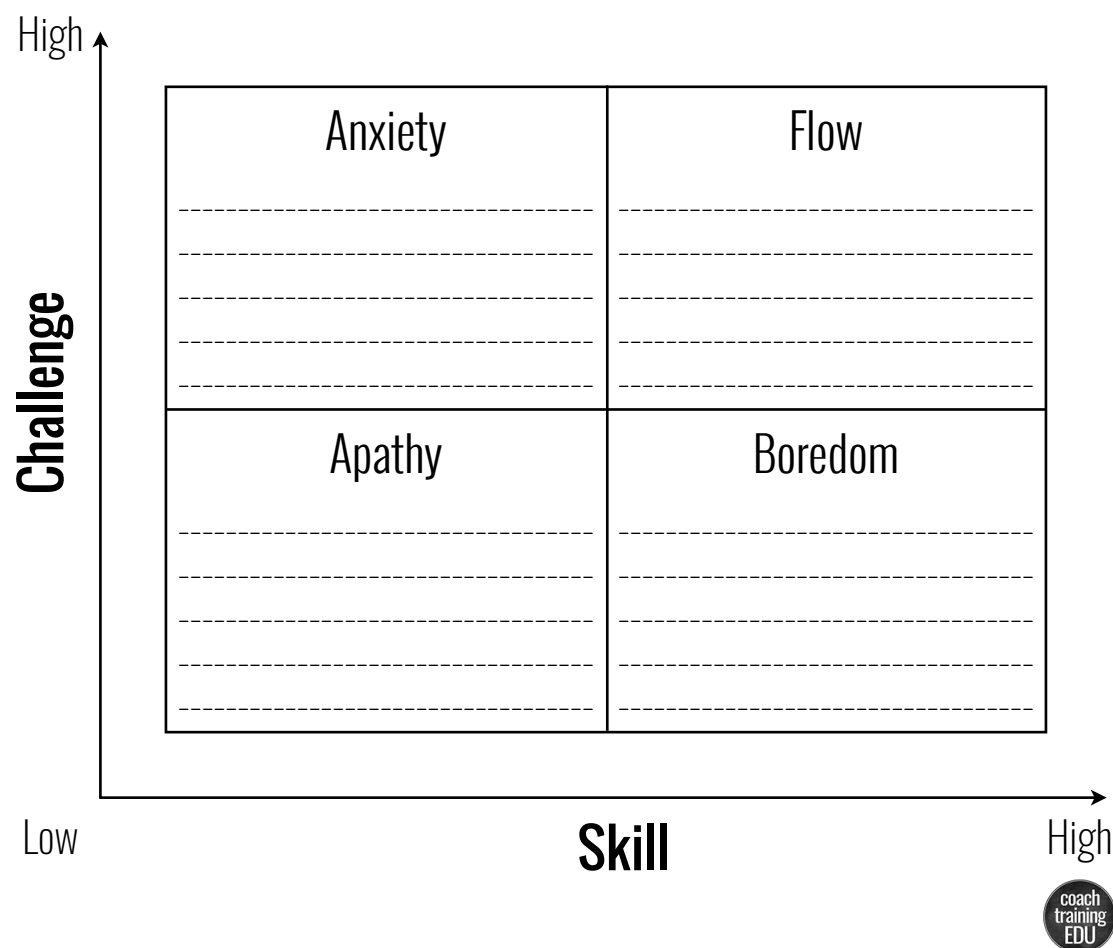 High
Anxiety
Flow
Challenge
Apathy
Boredom
Low
Skill
High
coach
training
EDU